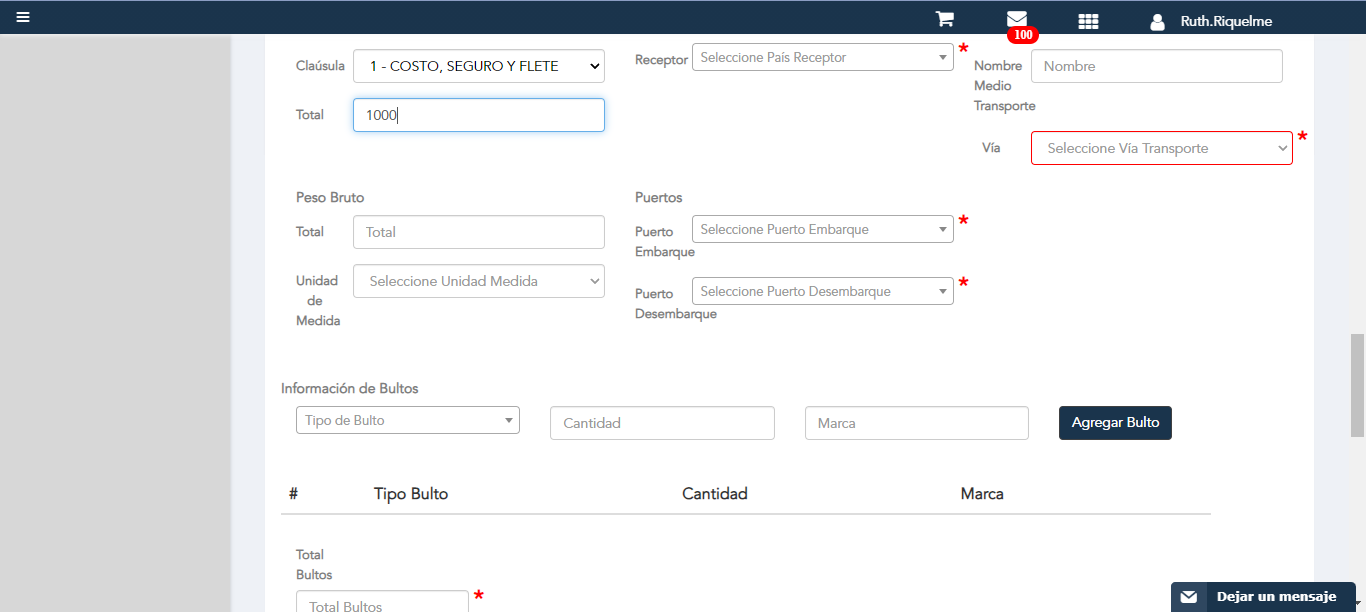 Ruth.Riquelme
100
Claúsula
1 - COSTO, SEGURO Y FLETE
Receptor
Seleccione País Receptor
*
Nombre
Medio
Transporte
Nombre
Total
1000
Vía
Seleccione Vía Transporte
*
Peso Bruto
Puertos
Total
Total
Puerto
Embarque
Seleccione Puerto Embarque
*
Unidad
de
Medida
Seleccione Unidad Medida
Puerto
Desembarque
Seleccione Puerto Desembarque
*
Información de Bultos
Tipo de Bulto
Cantidad
Marca
Agregar Bulto
# Tipo Bulto Cantidad Marca
Total
Bultos
Total Bultos
*
Dejar un mensaje